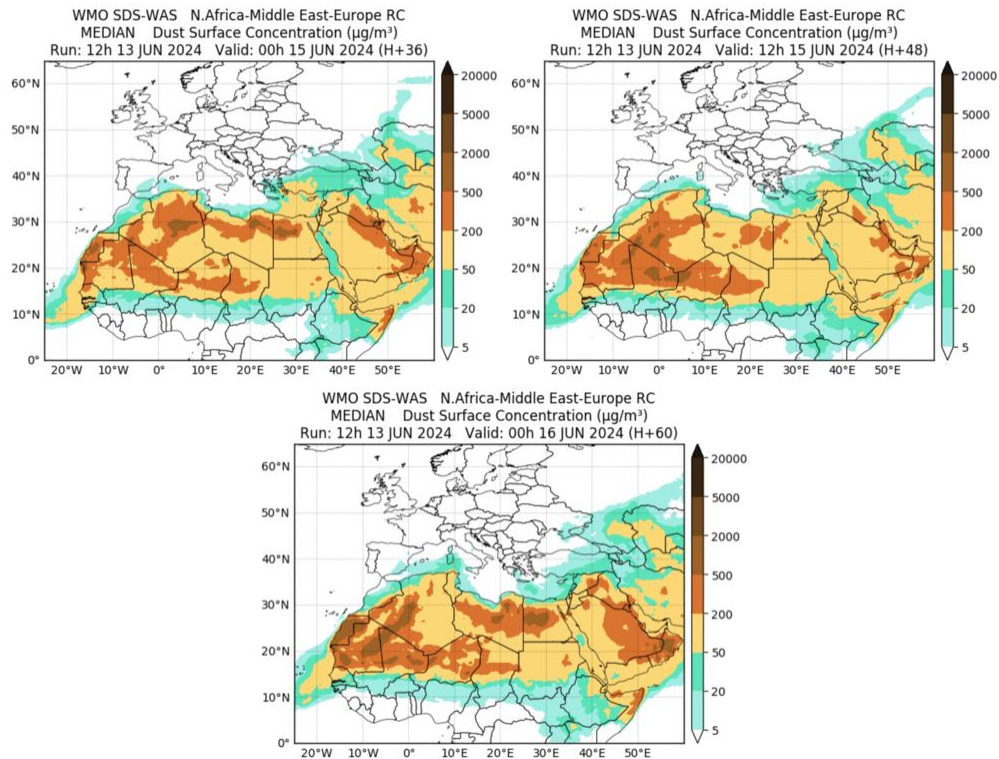 WMO SDS-WAS N.Africa-Middle East-Europe RC
MEDIAN Dust Surface Concentration (µg/m³)
Run: 12h 13 JUN 2024 Valid: 00h 15 JUN 2024 (H+36)
60°N
50°N
40°N
30°N
20°N
10°N
0°
20°W 10°W 0° 10°E 20°E 30°E 40°E 50°E
20000
5000
2000
500
200
50
20
5
WMO SDS-WAS N.Africa-Middle East-Europe RC
MEDIAN Dust Surface Concentration (µg/m³)
Run: 12h 13 JUN 2024 Valid: 12h 15 JUN 2024 (H+48)
60°N
50°N
40°N
30°N
20°N
10°N
0°
20°W 10°W 0° 10°E 20°E 30°E 40°E 50°E
20000
5000
2000
500
200
50
20
5
WMO SDS-WAS N.Africa-Middle East-Europe RC
MEDIAN Dust Surface Concentration (µg/m³)
Run: 12h 13 JUN 2024 Valid: 00h 16 JUN 2024 (H+60)
60°N
50°N
40°N
30°N
20°N
10°N
0°
20°W 10°W 0° 10°E 20°E 30°E 40°E 50°E
20000
5000
2000
500
200
50
20
5